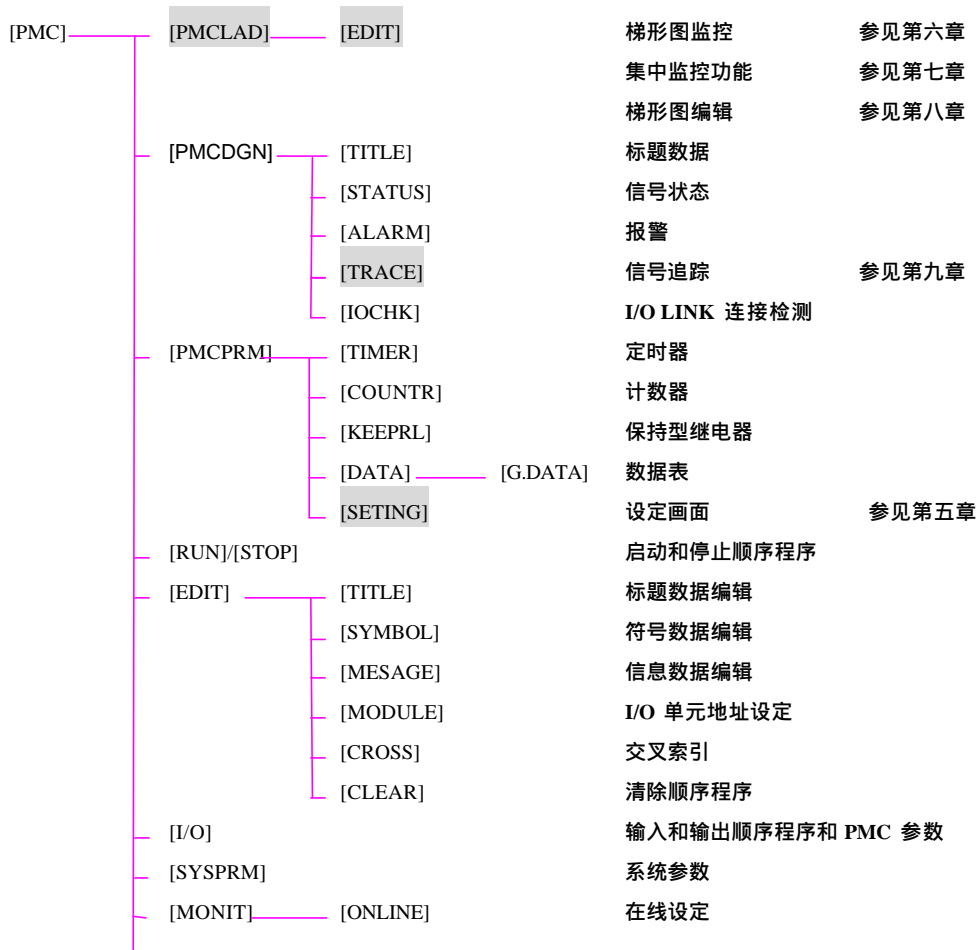 [PMC] [PMCLAD] [EDIT] 梯形图监控 参见第六章
集中监控功能 参见第七章
梯形图编辑 参见第八章
[PMCDGN] [TITLE] 标题数据
[STATUS] 信号状态
[ALARM] 报警
[TRACE] 信号追踪 参见第九章
[IOCHK] I/O LINK 连接检测
[PMCPRM] [TIMER] 定时器
[COUNTR] 计数器
[KEEPRL] 保持型继电器
[DATA] [G.DATA] 数据表
[SETING] 设定画面 参见第五章
[RUN]/[STOP] 启动和停止顺序程序
[EDIT] [TITLE] 标题数据编辑
[SYMBOL] 符号数据编辑
[MESAGE] 信息数据编辑
[MODULE] I/O 单元地址设定
[CROSS] 交叉索引
[CLEAR] 清除顺序程序
[I/O] 输入和输出顺序程序和 PMC 参数
[SYSPRM] 系统参数
[MONIT] [ONLINE] 在线设定